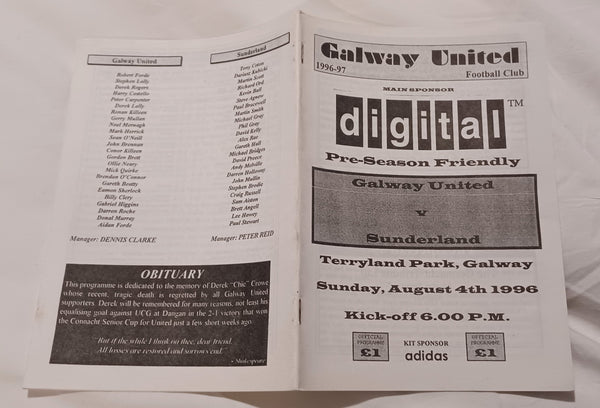 Galway United
Robert Forde
Stephen Lally
Derek Rogers
Harry Costello
Peter Carpenter
Derek Lally
Ronan Killeen
Gerry Mullan
Noel Mernagh
Mark Herrick
Sean O'Neill
John Brennan
Conor Killeen
Gordon Brett
Ollie Neary
Mick Quirke
Brendan O'Connor
Gareth Beatty
Eamon Sherlock
Billy Clery
Gabriel Higgins
Darren Roche
Donal Murray
Aidan Forde
Manager: DENNIS CLARKE
Sunderland
Tony Coton
Dariusz Kubicki
Martin Scott
Richard Ord
Kevin Ball
Steve Agnew
Paul Bracewell
Martin Smith
Michael Gray
Phil Gray
David Kelly
Alex Rae
Gareth Hall
Michael Bridges
David Preece
Andy Melville
Darren Holloway
John Mullin
Stephen Brodie
Craig Russell
Sam Aiston
Brett Angell
Lee Howey
Paul Stewart
Manager: PETER REID
OBITUARY
This programme is dedicated to the memory of Derek "Chic" Crowe
whose recent, tragic death is regretted by all Galway United
supporters. Derek will be remembered for many reasons, not least his
equalising goal against UCG at Dangan in the 2-1 victory that won
the Connacht Senior Cup for United just a few short weeks ago.
But if the while I think on thee, dear friend,
All losses are restored and sorrows end.
- Shakespeare
Galway United
1996-97
Football Club
MAIN SPONSOR
digital™
Pre-Season Friendly
Galway United
v
Sunderland
Terryland Park, Galway
Sunday, August 4th 1996
Kick-off 6.00 P.M.
OFFICIAL
PROGRAMME
£1
KIT SPONSOR
adidas
OFFICIAL
PROGRAMME
£1